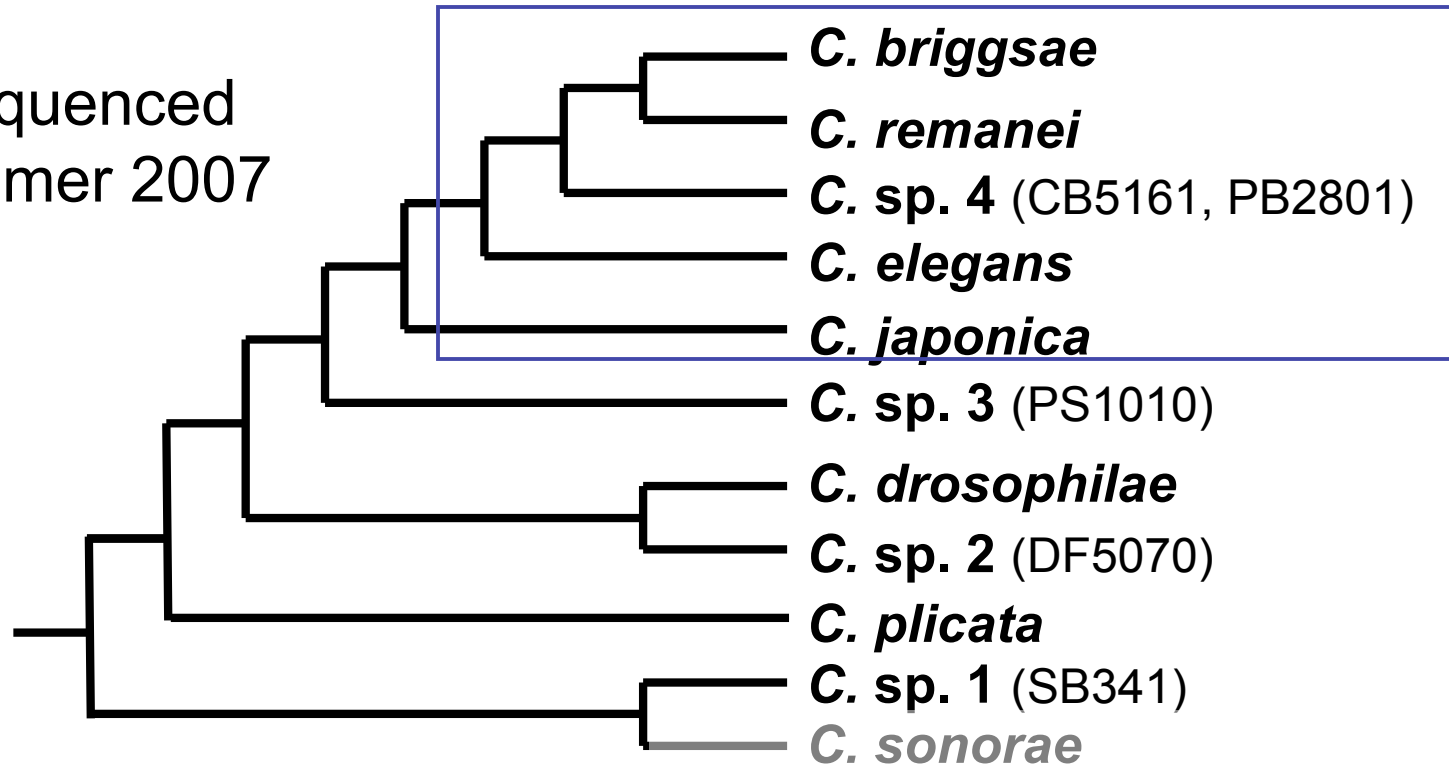 quenced
mer 2007
C. briggsae
C. remanei
C. sp. 4 (CB5161, PB2801)
C. elegans
C. japonica
C. sp. 3 (PS1010)
C. drosophilae
C. sp. 2 (DF5070)
C. plicata
C. sp. 1 (SB341)
C. sonorae